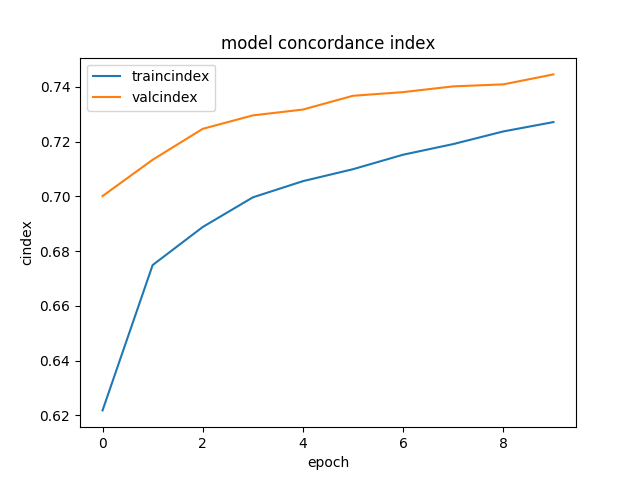 model concordance index
traincindex
valcindex
0.74
0.72
0.70
0.68
0.66
0.64
0.62
cindex
0 2 4 6 8
epoch